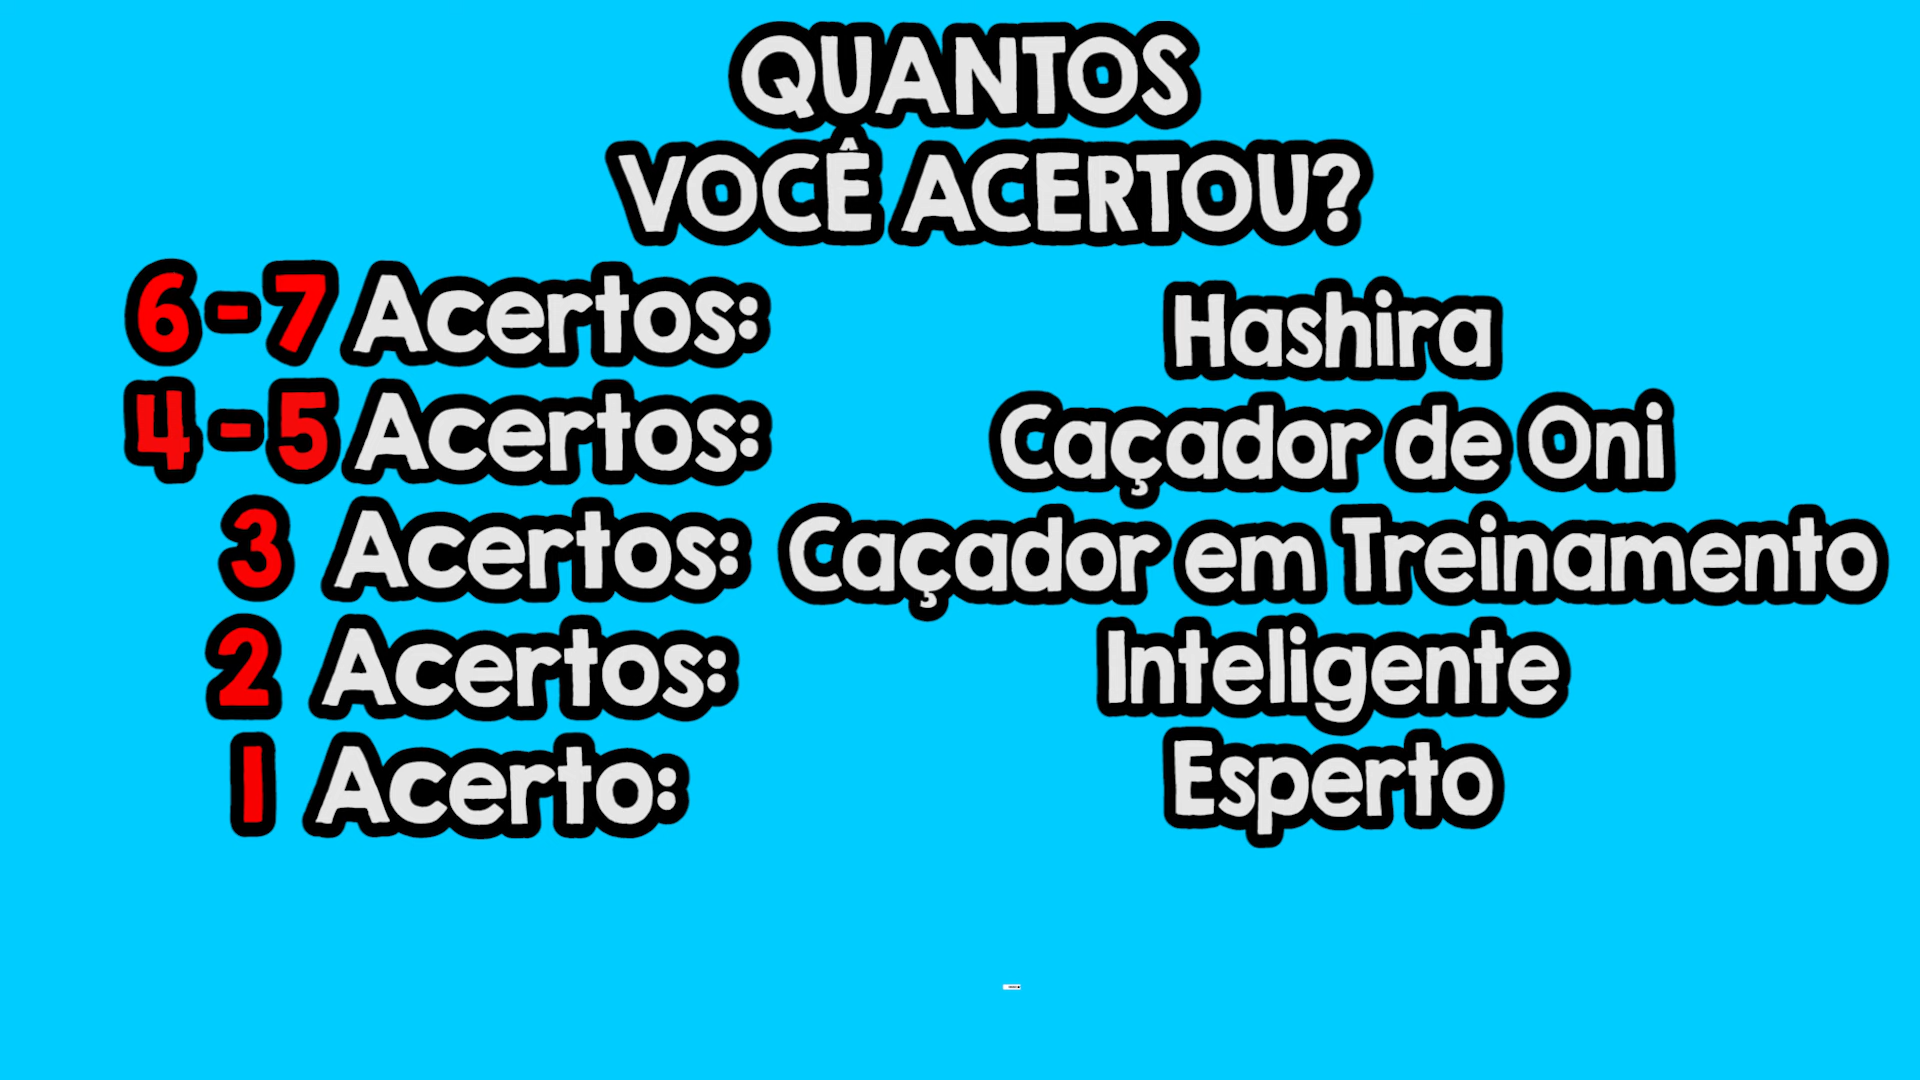 QUANTOS
VOCÊ ACERTOU?
6-7 Acertos: Hashira
4-5 Acertos: Caçador de Oni
3 Acertos: Caçador em Treinamento
2 Acertos: Inteligente
1 Acerto: Esperto